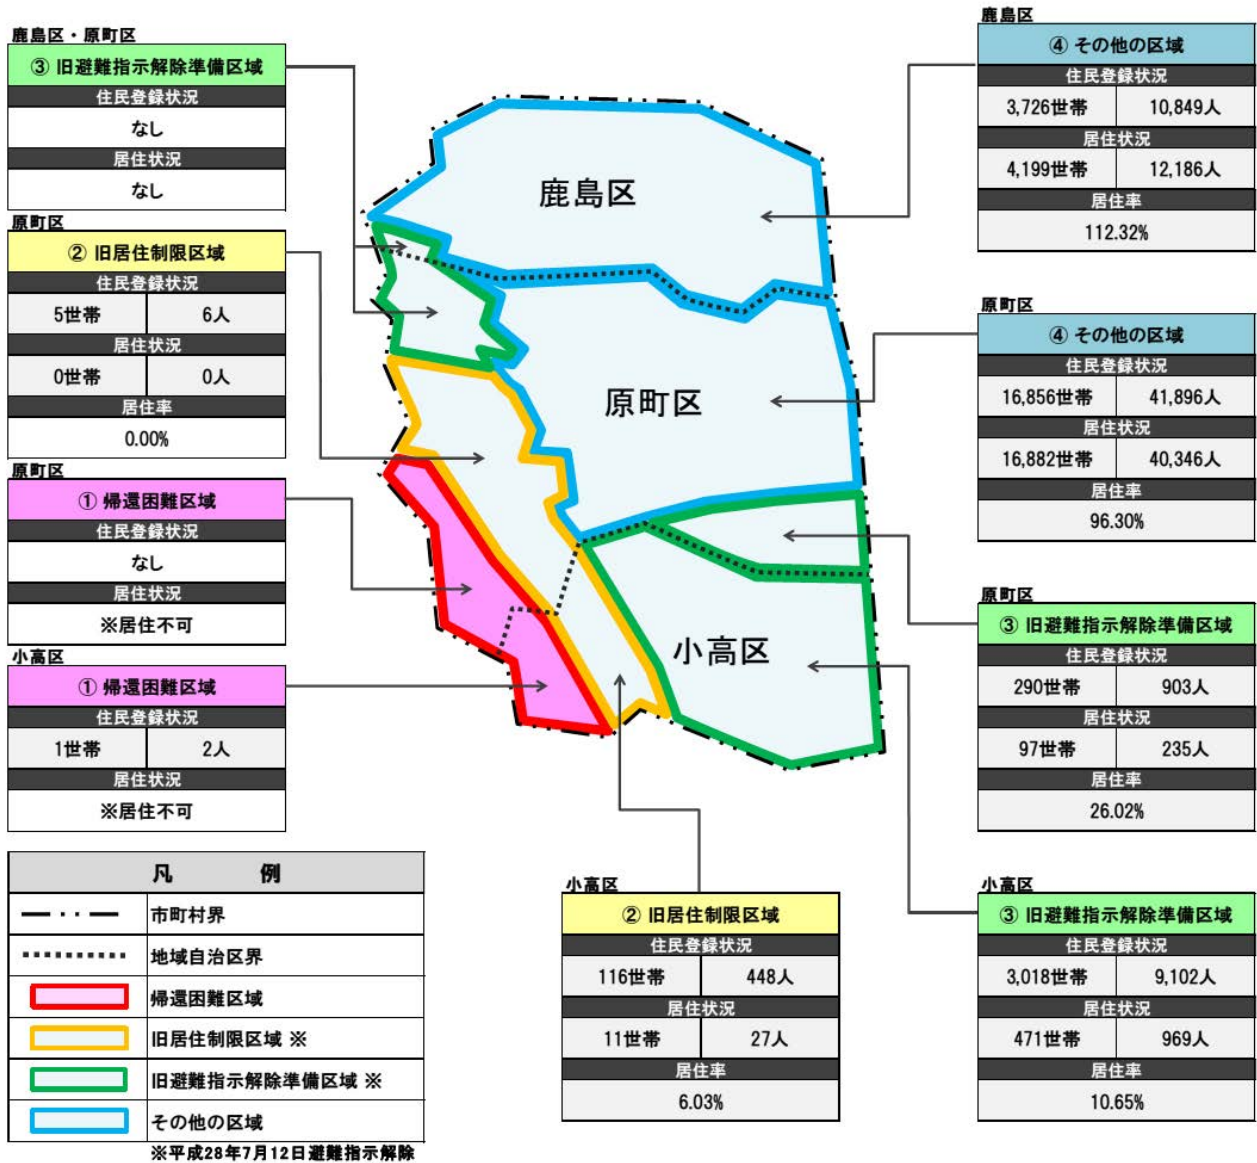 鹿島区・原町区
③ 旧避難指示解除準備区域
住民登録状況
なし
居住状況
なし
原町区
② 旧居住制限区域
住民登録状況
5世帯 6人
居住状況
0世帯 0人
居住率
0.00%
原町区
① 帰還困難区域
住民登録状況
なし
居住状況
※居住不可
小高区
① 帰還困難区域
住民登録状況
1世帯 2人
居住状況
※居住不可
鹿島区
原町区
小高区
鹿島区
④ その他の区域
住民登録状況
3,726世帯 10,849人
居住状況
4,199世帯 12,186人
居住率
112.32%
原町区
④ その他の区域
住民登録状況
16,856世帯 41,896人
居住状況
16,882世帯 40,346人
居住率
96.30%
原町区
③ 旧避難指示解除準備区域
住民登録状況
290世帯 903人
居住状況
97世帯 235人
居住率
26.02%
小高区
③ 旧避難指示解除準備区域
住民登録状況
3,018世帯 9,102人
居住状況
471世帯 969人
居住率
10.65%
小高区
② 旧居住制限区域
住民登録状況
116世帯 448人
居住状況
11世帯 27人
居住率
6.03%
凡 例
市町村界
地域自治区界
帰還困難区域
旧居住制限区域 ※
旧避難指示解除準備区域 ※
その他の区域
※平成28年7月12日避難指示解除